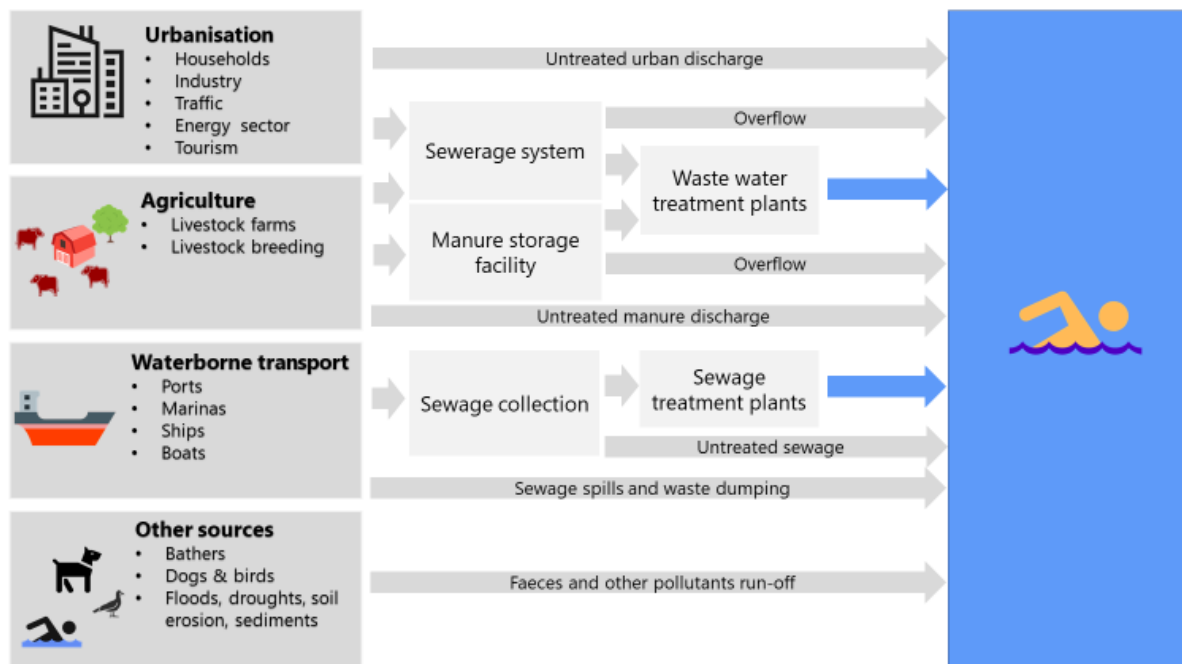 Urbanisation
• Households
• Industry
• Traffic
• Energy sector
• Tourism
Untreated urban discharge
Overflow
Sewerage system
Waste water
treatment plants
Agriculture
• Livestock farms
• Livestock breeding
Manure storage
facility
Overflow
Untreated manure discharge
Waterborne transport
• Ports
• Marinas
• Ships
• Boats
Sewage collection
Sewage
treatment plants
Untreated sewage
Sewage spills and waste dumping
Other sources
• Bathers
• Dogs & birds
• Floods, droughts, soil
erosion, sediments
Faeces and other pollutants run-off